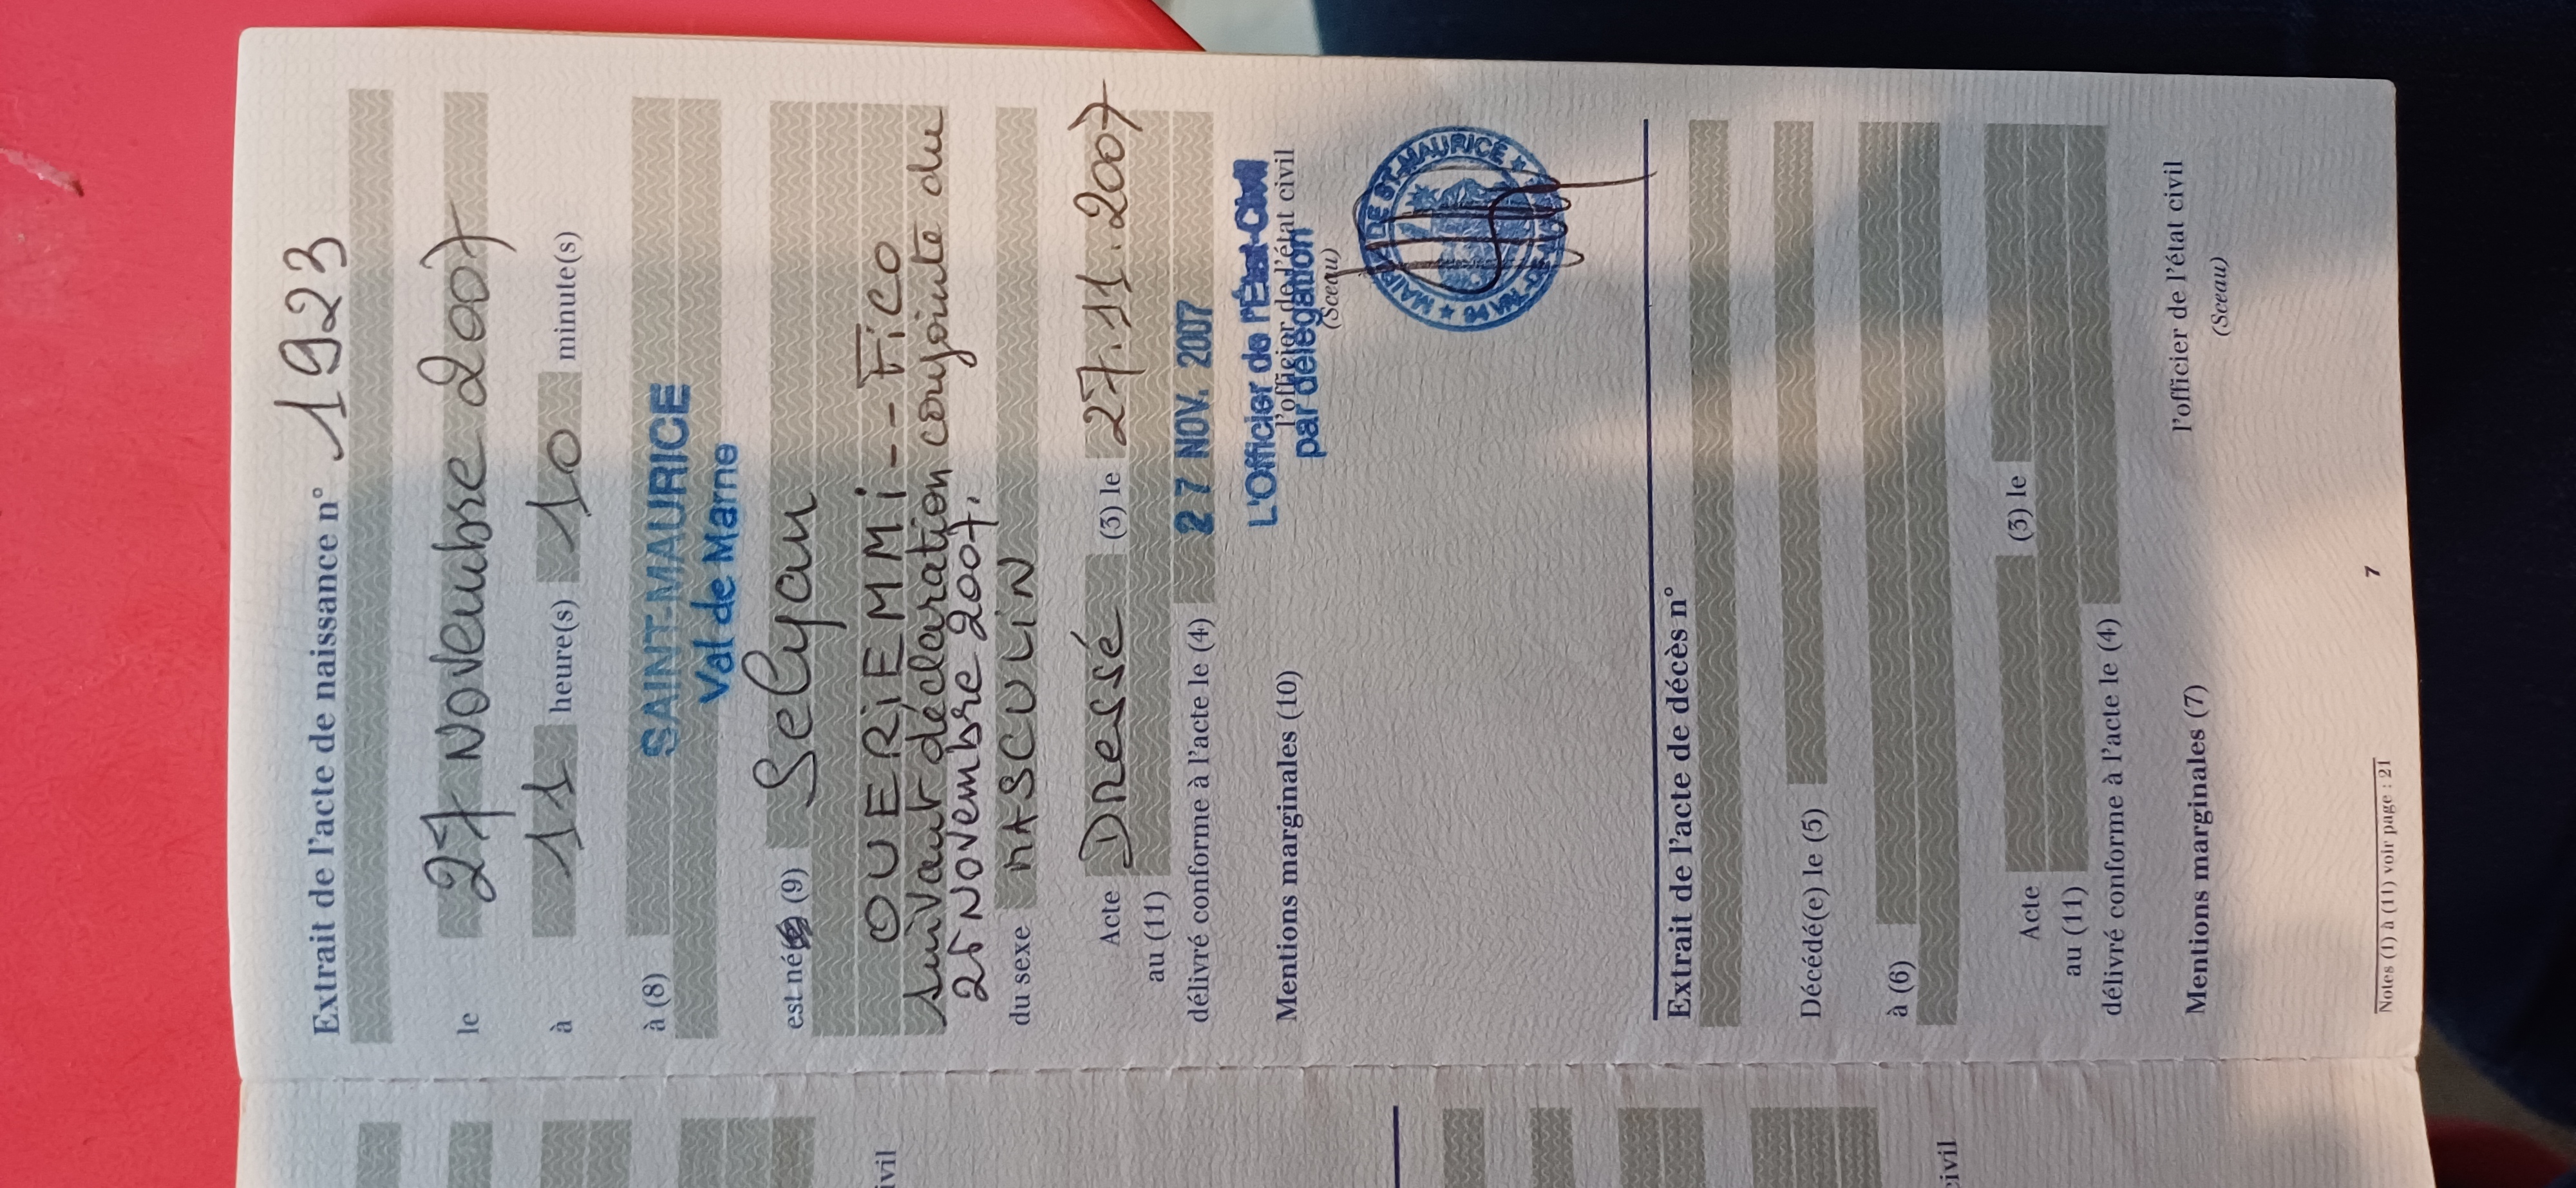 Extrait de l'acte de naissance n° 1923
le 27 Novembre 2007
à 11 heure(s) 10 minute(s)
à (8) SAINT-MAURICE
Val de Marne
est né (9) Selyan
OUERIEMMI -- FICO
suivant déclaration conjointe du
25 Novembre 2007,
du sexe MASCULIN
Acte Dressé (3) le 27.11.2007
au (11)
délivré conforme à l'acte le (4) 27 NOV. 2007
L'Officier de l'État-Civil
par délégation
l'officier de l'état civil
(Sceau)
Mentions marginales (10)
MAIRIE DE ST-MAURICE ★ VAL-DE-MARNE ★
Extrait de l'acte de décès n°
Décédé(e) le (5)
à (6)
Acte (3) le
au (11)
délivré conforme à l'acte le (4)
l'officier de l'état civil
(Sceau)
Mentions marginales (7)
Notes (1) à (11) voir page : 21
7
ivil
civil